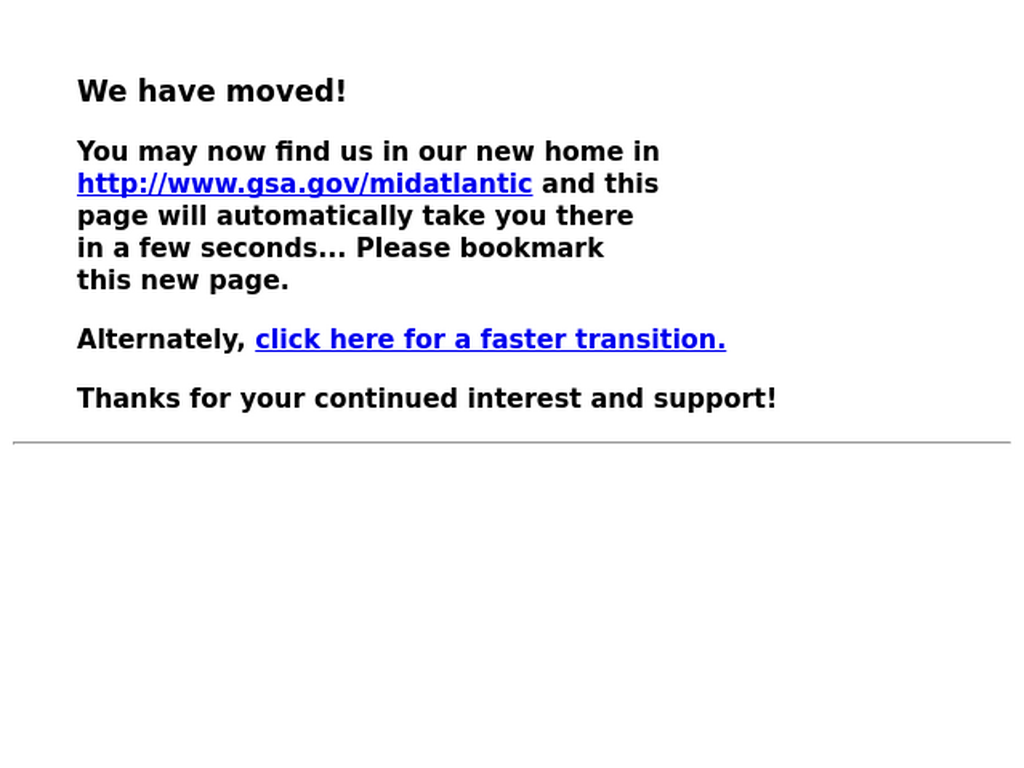 We have moved!
You may now find us in our new home in
http://www.gsa.gov/midatlantic and this
page will automatically take you there
in a few seconds... Please bookmark
this new page.
Alternately, click here for a faster transition.
Thanks for your continued interest and support!